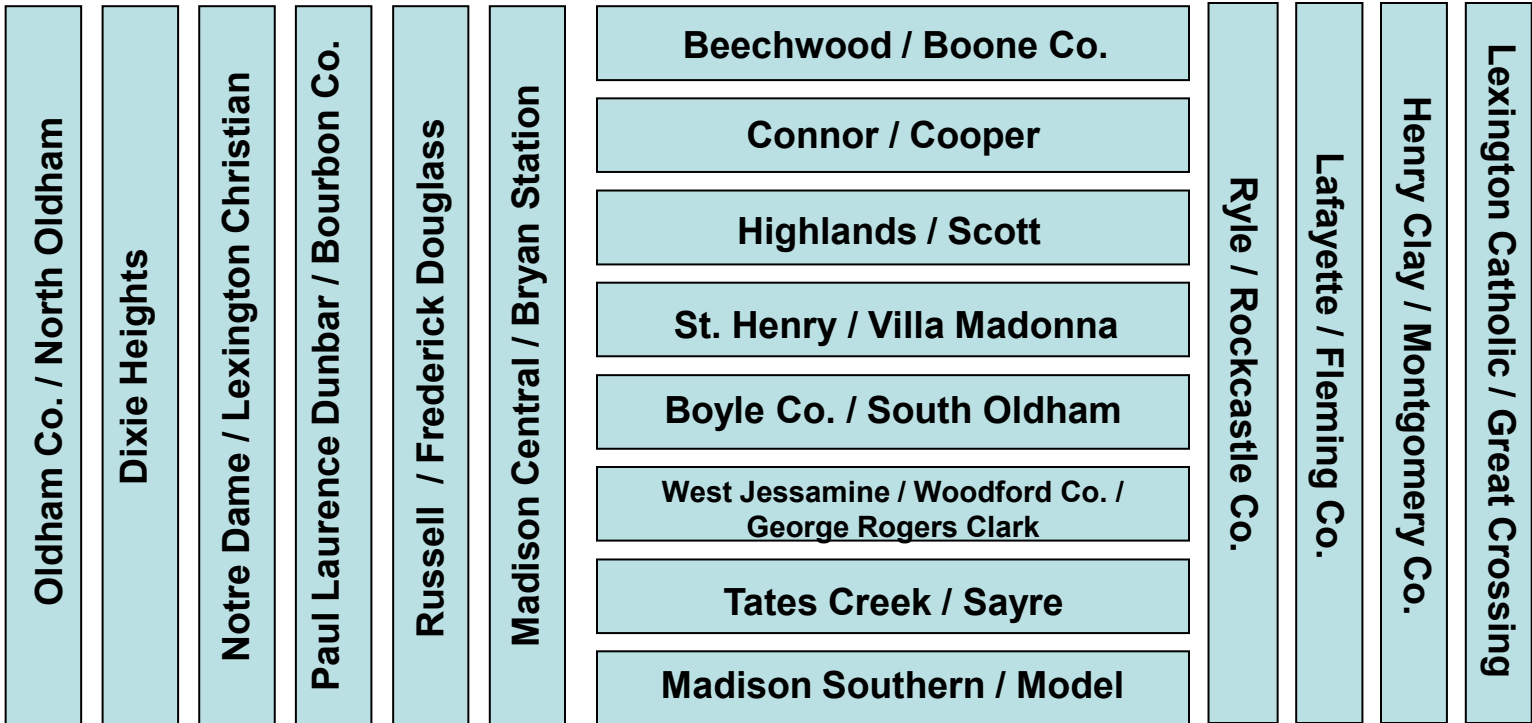 Oldham Co. / North Oldham
Dixie Heights
Notre Dame / Lexington Christian
Paul Laurence Dunbar / Bourbon Co.
Russell / Frederick Douglass
Madison Central / Bryan Station
Beechwood / Boone Co.
Connor / Cooper
Highlands / Scott
St. Henry / Villa Madonna
Boyle Co. / South Oldham
West Jessamine / Woodford Co. /
George Rogers Clark
Tates Creek / Sayre
Madison Southern / Model
Ryle / Rockcastle Co.
Lafayette / Fleming Co.
Henry Clay / Montgomery Co.
Lexington Catholic / Great Crossing